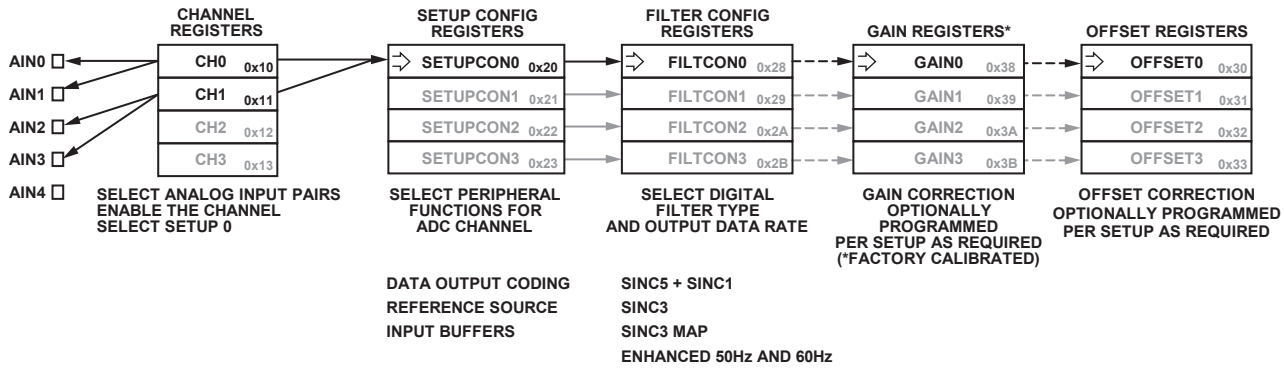 CHANNEL
REGISTERS
SETUP CONFIG
REGISTERS
FILTER CONFIG
REGISTERS
GAIN REGISTERS*
OFFSET REGISTERS
AIN0
AIN1
AIN2
AIN3
AIN4
CH0 0x10
CH1 0x11
CH2 0x12
CH3 0x13
SETUPCON0 0x20
SETUPCON1 0x21
SETUPCON2 0x22
SETUPCON3 0x23
FILTCON0 0x28
FILTCON1 0x29
FILTCON2 0x2A
FILTCON3 0x2B
GAIN0 0x38
GAIN1 0x39
GAIN2 0x3A
GAIN3 0x3B
OFFSET0 0x30
OFFSET1 0x31
OFFSET2 0x32
OFFSET3 0x33
SELECT ANALOG INPUT PAIRS
ENABLE THE CHANNEL
SELECT SETUP 0
SELECT PERIPHERAL
FUNCTIONS FOR
ADC CHANNEL
SELECT DIGITAL
FILTER TYPE
AND OUTPUT DATA RATE
GAIN CORRECTION
OPTIONALLY
PROGRAMMED
PER SETUP AS REQUIRED
(*FACTORY CALIBRATED)
OFFSET CORRECTION
OPTIONALLY PROGRAMMED
PER SETUP AS REQUIRED
DATA OUTPUT CODING
REFERENCE SOURCE
INPUT BUFFERS
SINC5 + SINC1
SINC3
SINC3 MAP
ENHANCED 50Hz AND 60Hz